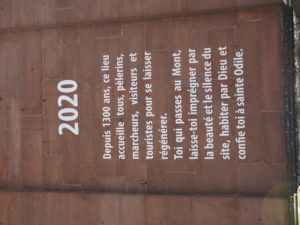 2020
Depuis 1300 ans, ce lieu
accueille tous, pèlerins,
marcheurs, visiteurs et
touristes pour se laisser
régénérer.
Toi qui passes au Mont,
laisse-toi imprégner par
la beauté et le silence du
site, habiter par Dieu et
confie toi à sainte Odile.